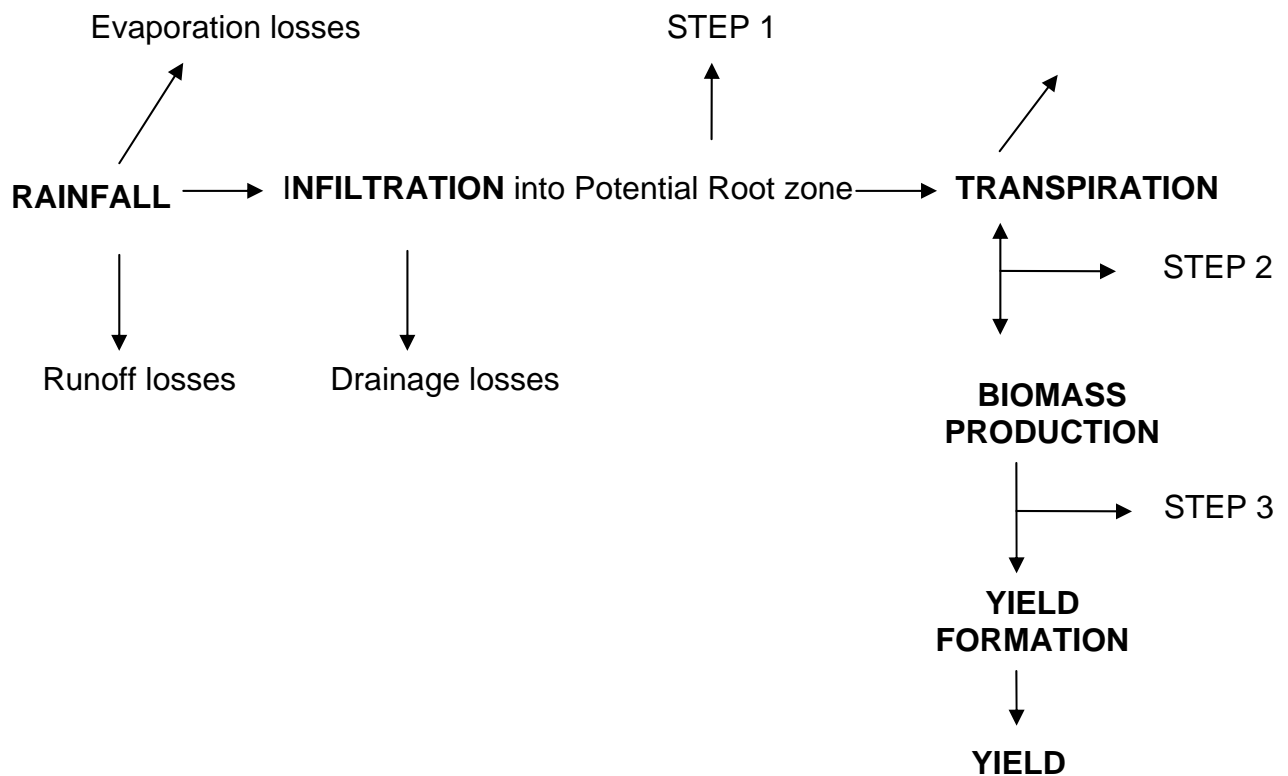 Evaporation losses
STEP 1
RAINFALL
INFILTRATION into Potential Root zone
TRANSPIRATION
STEP 2
Runoff losses
Drainage losses
BIOMASS
PRODUCTION
STEP 3
YIELD
FORMATION
YIELD